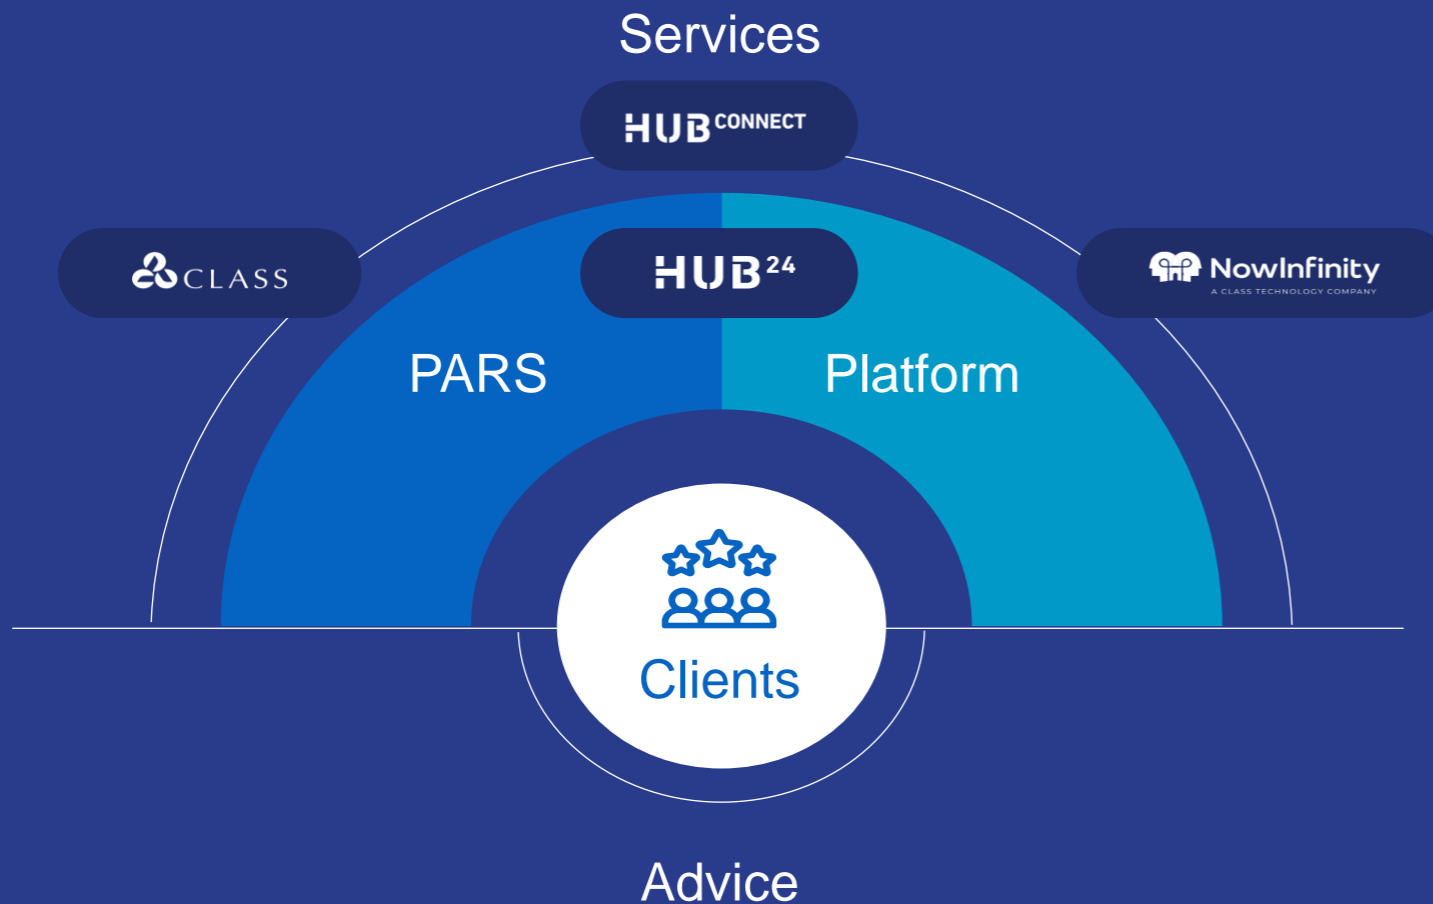 Services
HUB CONNECT
CLASS
HUB24
NowInfinity
A CLASS TECHNOLOGY COMPANY
PARS
Platform
Clients
Advice